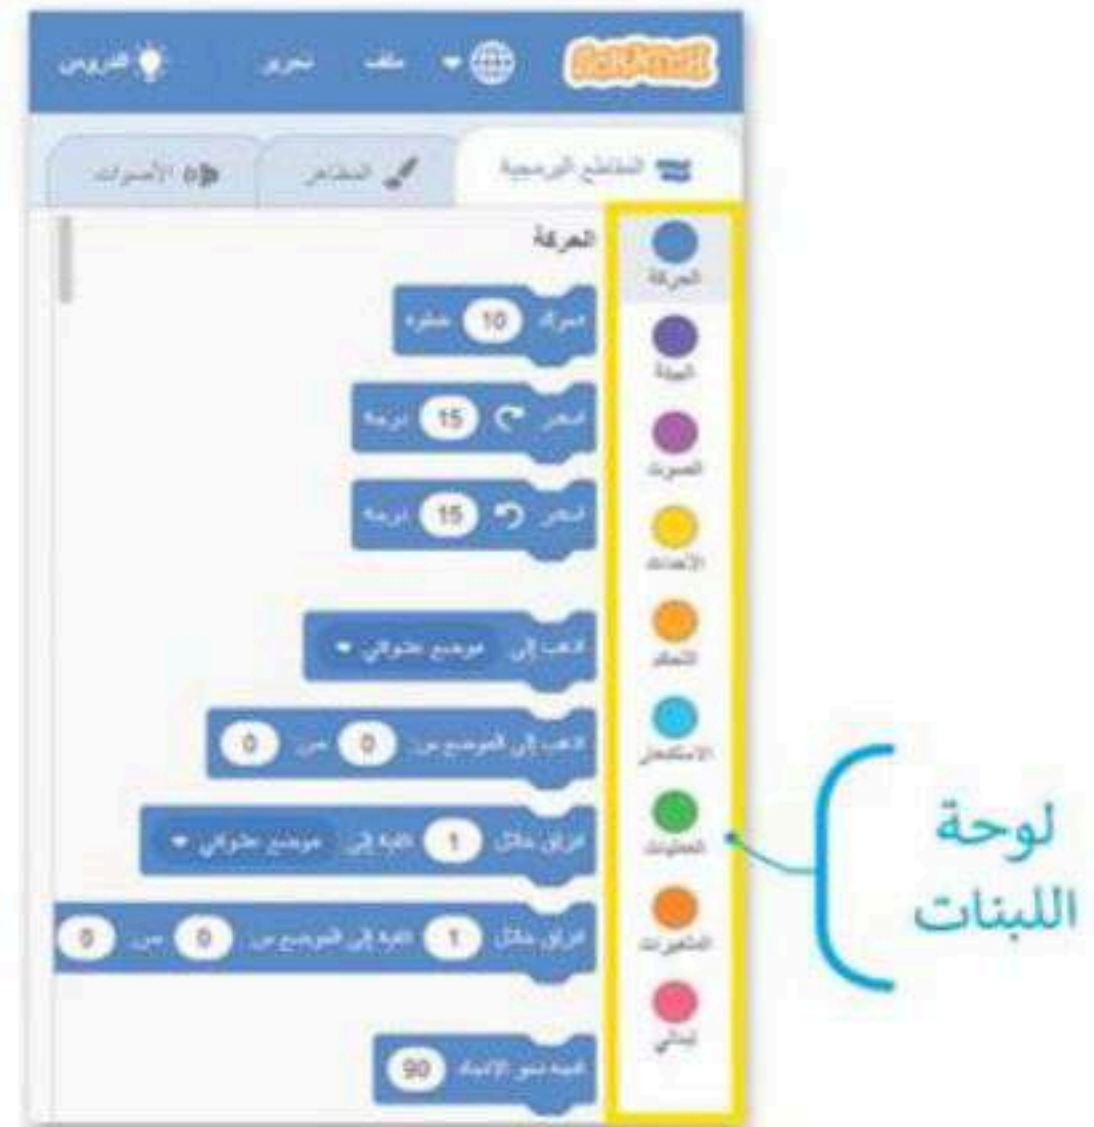 SCRATCH
ملف
تحرير
الدروس
المقاطع البرمجية
المظاهر
الأصوات
الحركة
الهيئة
الصوت
الأحداث
التحكم
الاستشعار
العمليات
المتغيرات
لبناتي
الحركة
تحرك 10 خطوة
استدر 15 درجة
استدر 15 درجة
اذهب إلى موضع عشوائي
اذهب إلى الموضع س: 0 ص: 0
انزلق خلال 1 ثانية إلى موضع عشوائي
انزلق خلال 1 ثانية إلى الموضع س: 0 ص: 0
اتجه نحو الاتجاه 90
لوحة
اللبنات